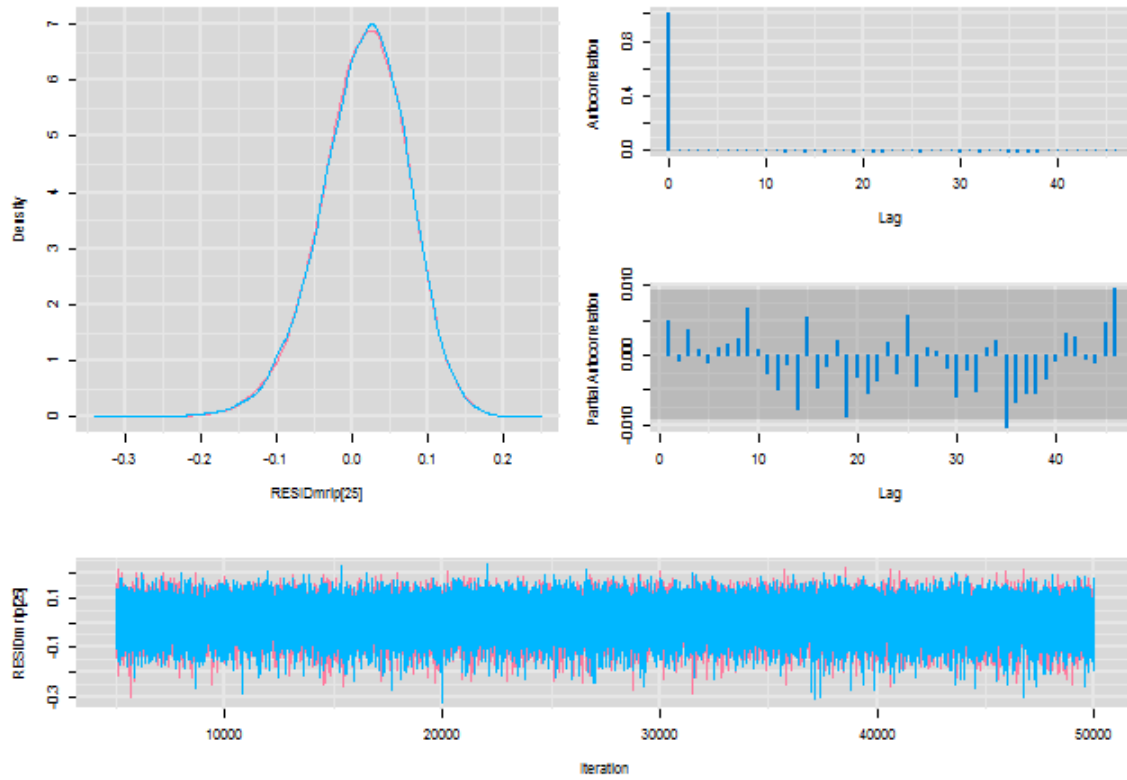 Density
0 1 2 3 4 5 6 7
-0.3 -0.2 -0.1 0.0 0.1 0.2
RESIDmrip[25]
Autocorrelation
0.0 0.4 0.8
0 10 20 30 40
Lag
Partial Autocorrelation
-0.010 0.000 0.010
0 10 20 30 40
Lag
RESIDmrip[25]
-0.3 -0.1 0.1
10000 20000 30000 40000 50000
Iteration